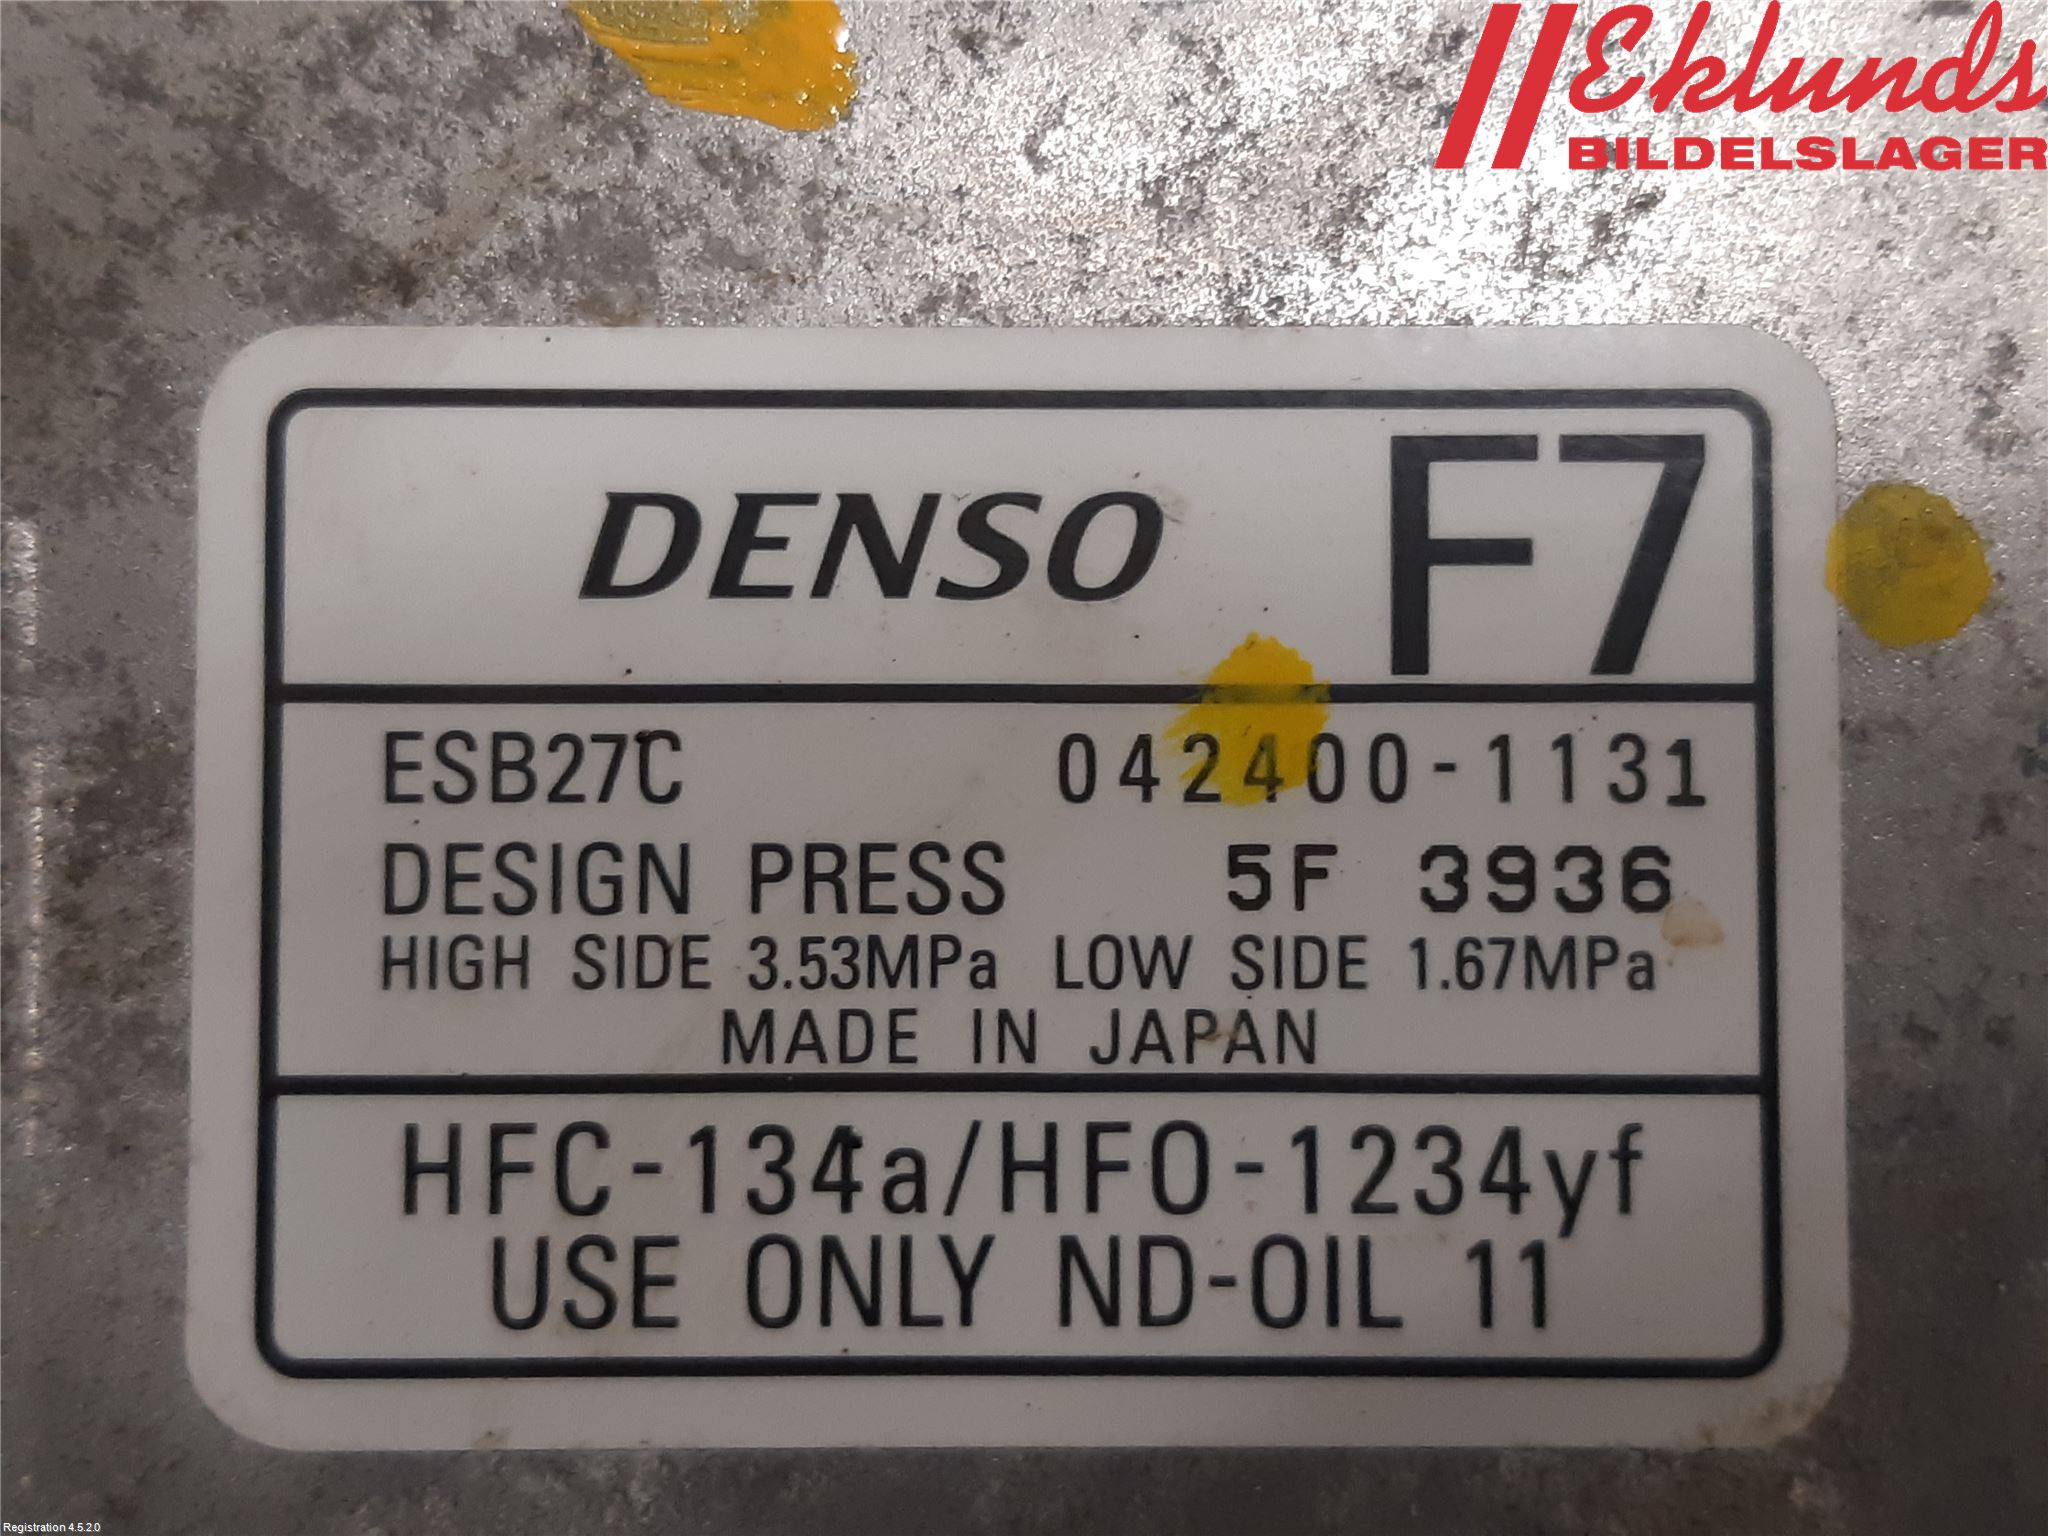 Eklunds
BILDELSLAGER
DENSO F7
ESB27C 042400-1131
DESIGN PRESS 5F 3936
HIGH SIDE 3.53MPa LOW SIDE 1.67MPa
MADE IN JAPAN
HFC-134a/HFO-1234yf
USE ONLY ND-OIL 11
Registration 4.5.2.0